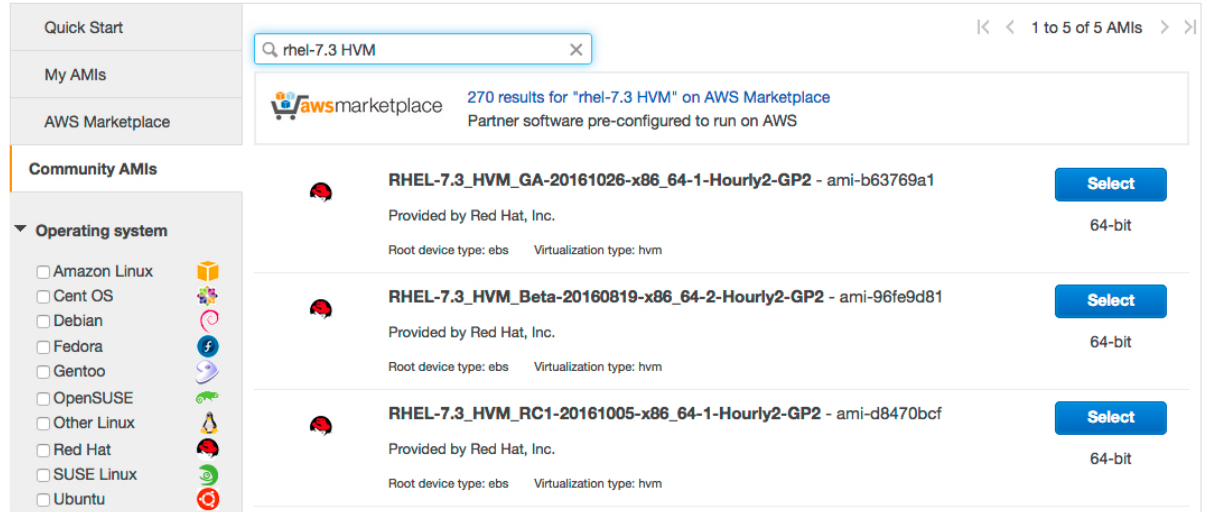 Quick Start
My AMIs
AWS Marketplace
Community AMIs
Operating system
Amazon Linux
Cent OS
Debian
Fedora
Gentoo
OpenSUSE
Other Linux
Red Hat
SUSE Linux
Ubuntu
rhel-7.3 HVM
1 to 5 of 5 AMIs
awsmarketplace
270 results for "rhel-7.3 HVM" on AWS Marketplace
Partner software pre-configured to run on AWS
RHEL-7.3_HVM_GA-20161026-x86_64-1-Hourly2-GP2 - ami-b63769a1
Select
Provided by Red Hat, Inc.
64-bit
Root device type: ebs Virtualization type: hvm
RHEL-7.3_HVM_Beta-20160819-x86_64-2-Hourly2-GP2 - ami-96fe9d81
Select
Provided by Red Hat, Inc.
64-bit
Root device type: ebs Virtualization type: hvm
RHEL-7.3_HVM_RC1-20161005-x86_64-1-Hourly2-GP2 - ami-d8470bcf
Select
Provided by Red Hat, Inc.
64-bit
Root device type: ebs Virtualization type: hvm